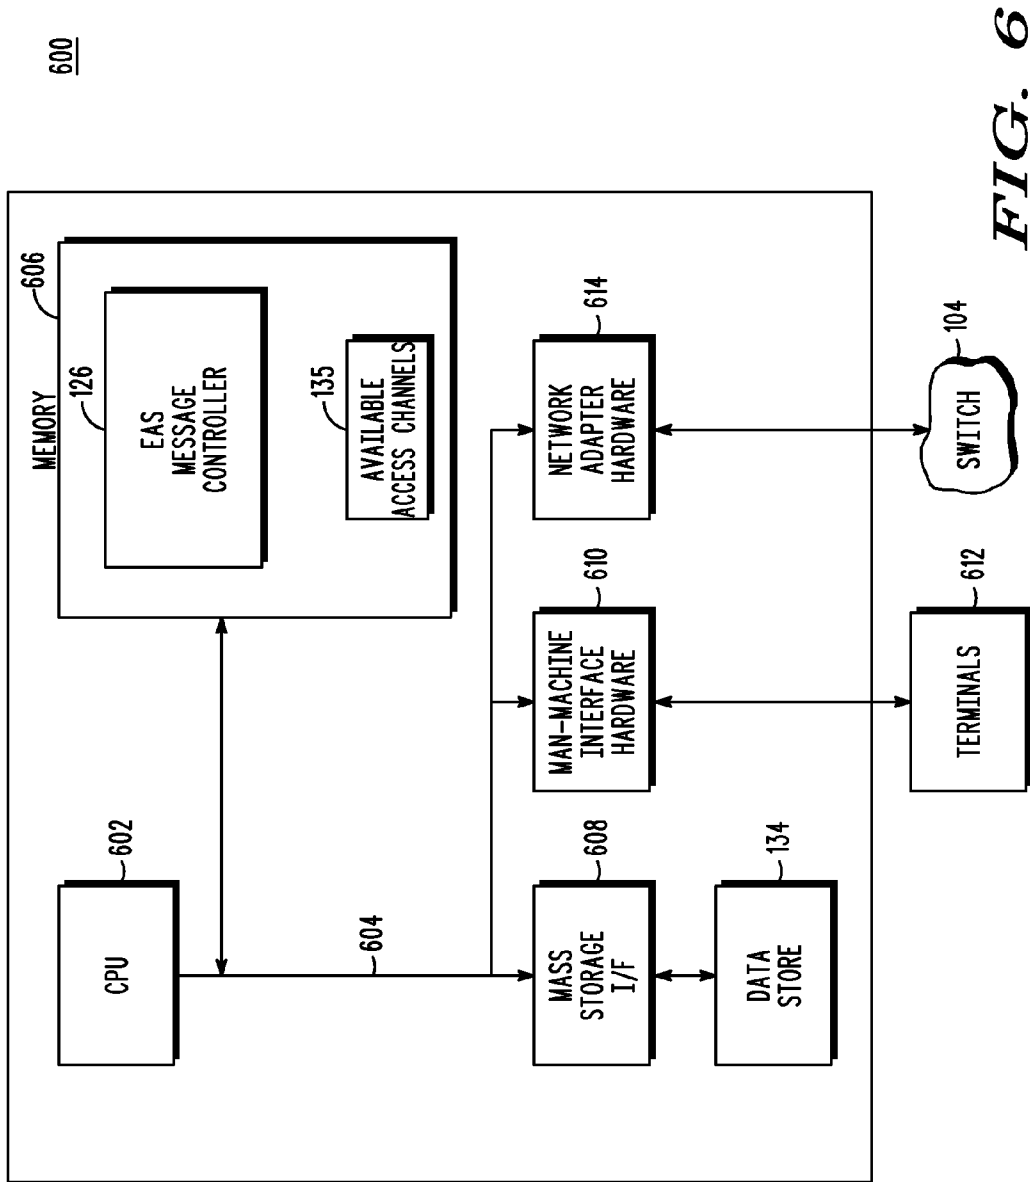 600
MEMORY
606
126
EAS
MESSAGE
CONTROLLER
135
AVAILABLE
ACCESS CHANNELS
CPU
602
604
MASS
STORAGE
I/F
608
MAN-MACHINE
INTERFACE
HARDWARE
610
NETWORK
ADAPTER
HARDWARE
614
DATA
STORE
134
TERMINALS
612
SWITCH
104
FIG. 6